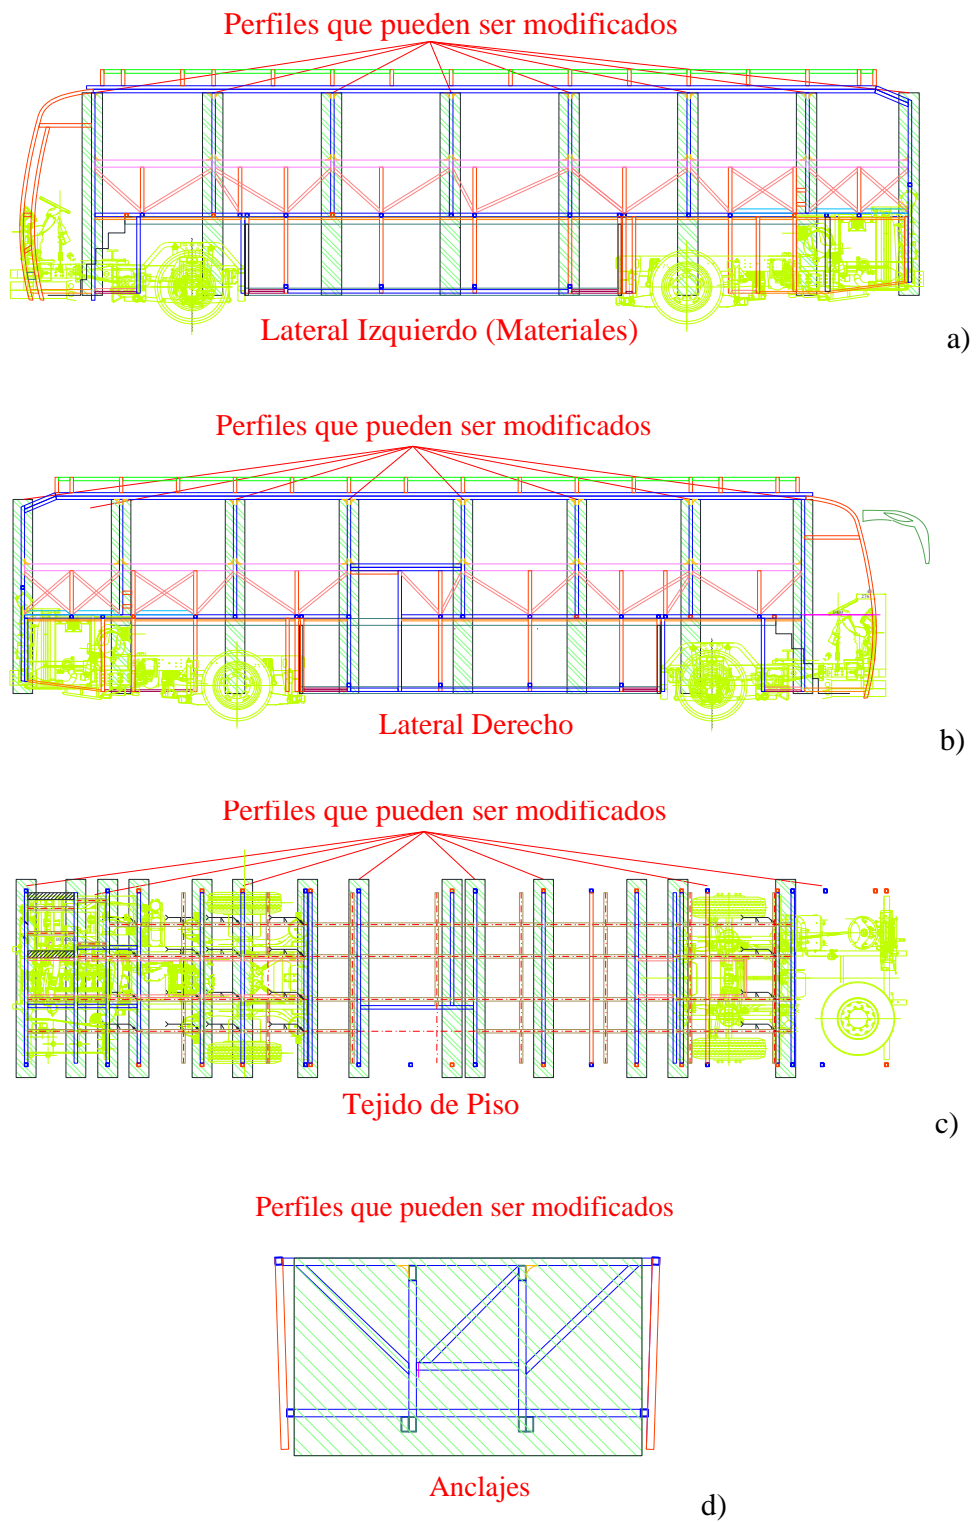 Perfiles que pueden ser modificados
Lateral Izquierdo (Materiales)
a)
Perfiles que pueden ser modificados
Lateral Derecho
b)
Perfiles que pueden ser modificados
Tejido de Piso
c)
Perfiles que pueden ser modificados
Anclajes
d)